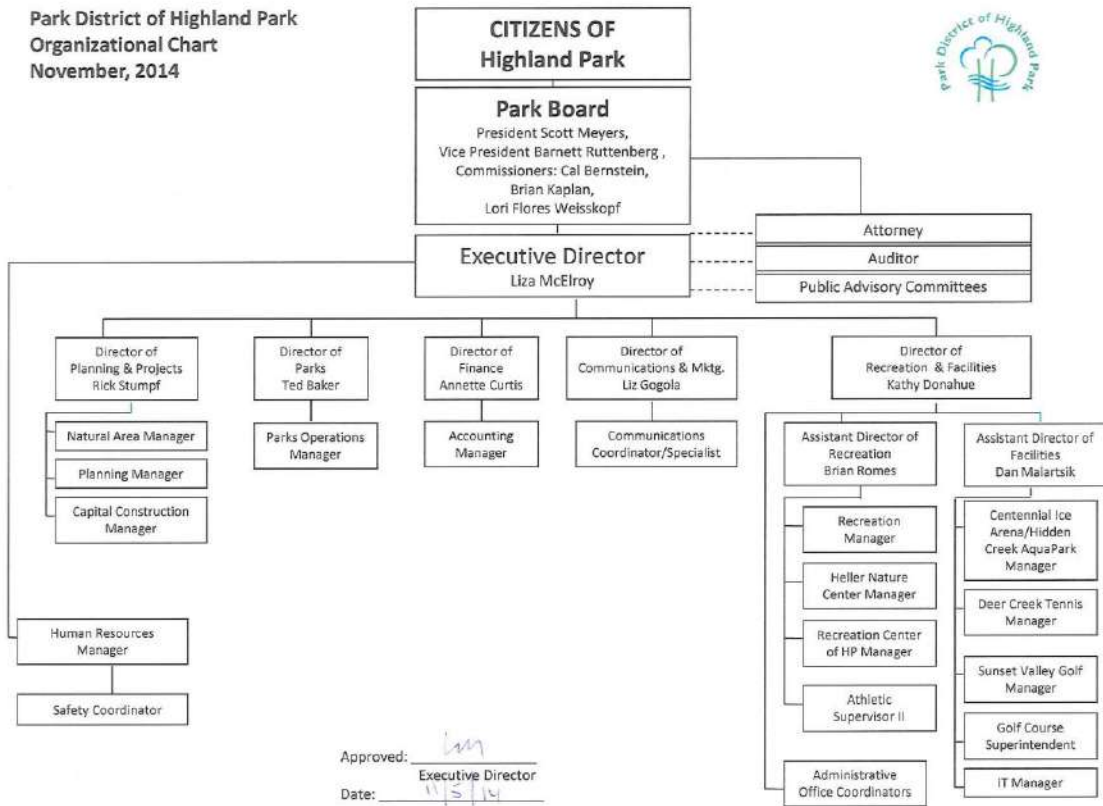 Park District of Highland Park
Organizational Chart
November, 2014
CITIZENS OF
Highland Park
Park District of Highland Park
Park Board
President Scott Meyers,
Vice President Barnett Ruttenberg ,
Commissioners: Cal Bernstein,
Brian Kaplan,
Lori Flores Weisskopf
Attorney
Auditor
Public Advisory Committees
Executive Director
Liza McElroy
Director of
Planning & Projects
Rick Stumpf
Director of
Parks
Ted Baker
Director of
Finance
Annette Curtis
Director of
Communications & Mktg.
Liz Gogola
Director of
Recreation & Facilities
Kathy Donahue
Natural Area Manager
Planning Manager
Capital Construction
Manager
Parks Operations
Manager
Accounting
Manager
Communications
Coordinator/Specialist
Assistant Director of
Recreation
Brian Romes
Assistant Director of
Facilities
Dan Malartsik
Recreation
Manager
Heller Nature
Center Manager
Recreation Center
of HP Manager
Athletic
Supervisor II
Centennial Ice
Arena/Hidden
Creek AquaPark
Manager
Deer Creek Tennis
Manager
Sunset Valley Golf
Manager
Golf Course
Superintendent
IT Manager
Administrative
Office Coordinators
Human Resources
Manager
Safety Coordinator
Approved:
Executive Director
Date: 11/5/14